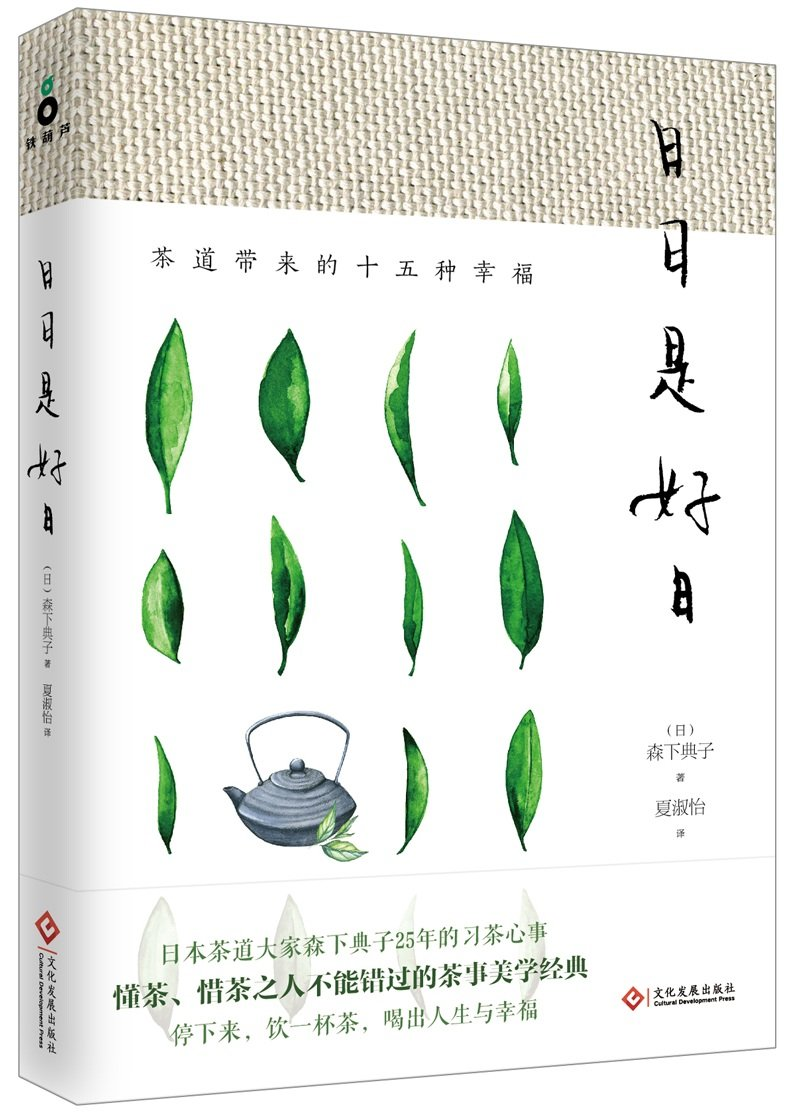 铁葫芦
日日是好日
(日)森下典子 著
夏淑怡 译
文化发展出版社
Cultural Development Press
茶道带来的十五种幸福
日日是好日
(日)
森下典子
著
夏淑怡
译
日本茶道大家森下典子25年的习茶心事
懂茶、惜茶之人不能错过的茶事美学经典
停下来，饮一杯茶，喝出人生与幸福
文化发展出版社
Cultural Development Press